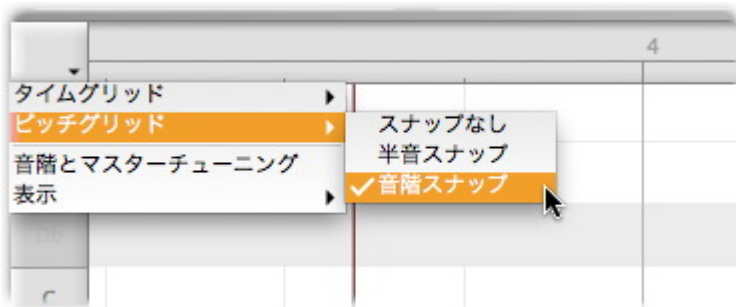 4
タイムグリッド
ピッチグリッド
スナップなし
半音スナップ
音階とマスターチューニング
音階スナップ
表示
Db
C